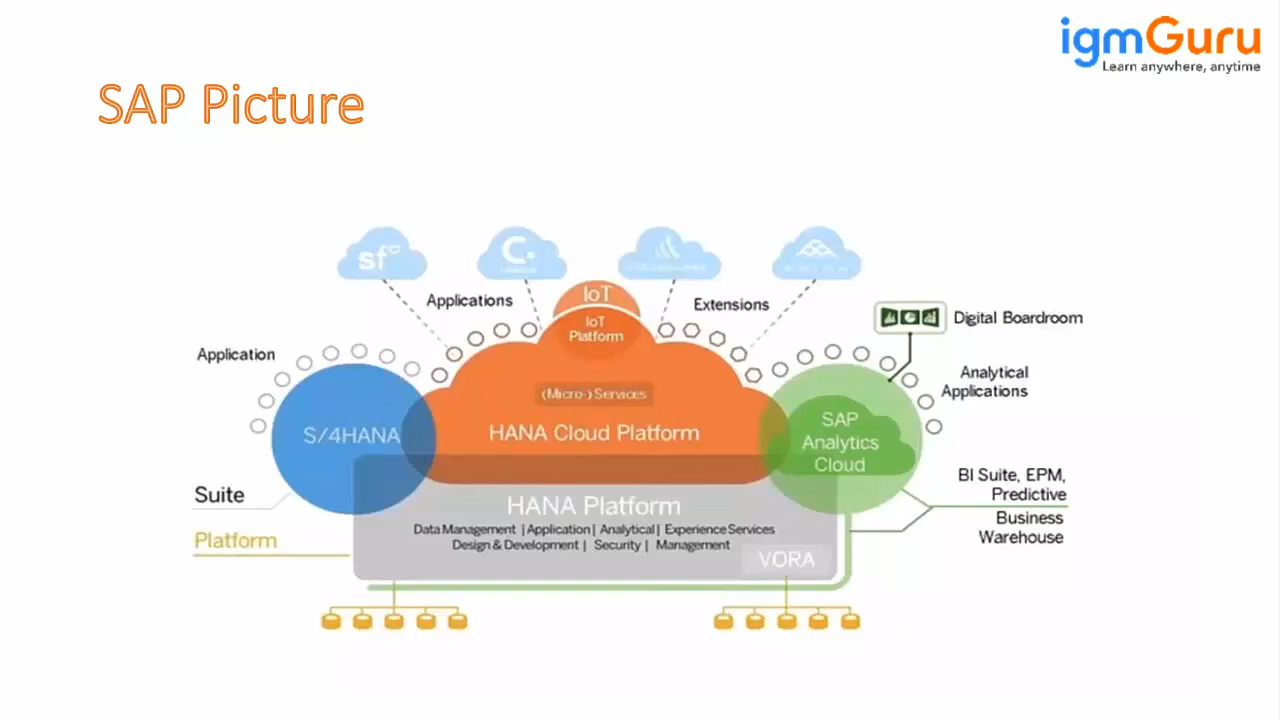 igmGuru
Learn anywhere, anytime
SAP Picture
sf
C.
IoT
Applications
Extensions
IoT
Platform
Digital Boardroom
Application
Analytical
Applications
(Micro-) Services
S/4HANA
HANA Cloud Platform
SAP
Analytics
Cloud
Suite
HANA Platform
BI Suite, EPM,
Predictive
Data Management | Application | Analytical | Experience Services
Business
Warehouse
Platform
Design & Development | Security | Management
VORA